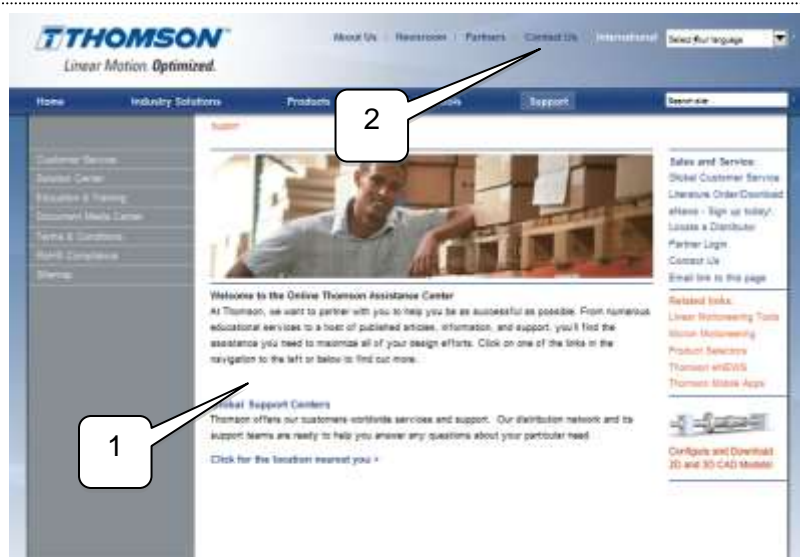 THOMSON
Linear Motion. Optimized.
About Us Newsroom Partners Contact Us International Select Your language
Home Industry Solutions Products Support
2
Support
Customer Service
Solution Center
Education & Training
Document Media Center
Terms & Conditions
RoHS Compliance
Sitemap
Welcome to the Online Thomson Assistance Center
At Thomson, we want to partner with you to help you be as successful as possible. From numerous
educational services to a host of published articles, information, and support, you'll find the
assistance you need to maximize all of your design efforts. Click on one of the links in the
navigation to the left or below to find out more.
1
Global Support Centers
Thomson offers our customers worldwide services and support. Our distribution network and its
support teams are ready to help you answer any questions about your particular need
Click for the location nearest you >
Sales and Service:
Global Customer Service
Literature Order/Download
eNews - Sign up today!
Locate a Distributor
Partner Login
Contact Us
Email link to this page
Related links:
Linear Motioneering Tools
Micron Motioneering
Product Selectors
Thomson eNEWS
Thomson Mobile Apps
Configure and Download
2D and 3D CAD Models!